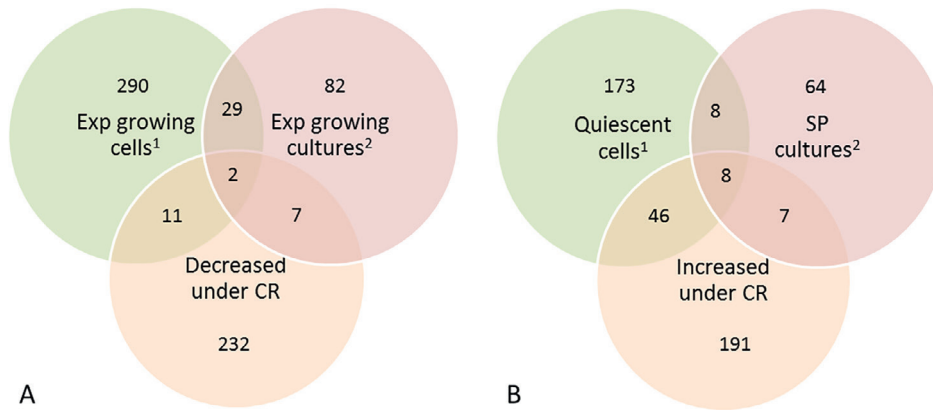 290
29
82
Exp growing
cells¹
Exp growing
cultures²
2
11
7
Decreased
under CR
232
A
173
8
64
Quiescent
cells¹
SP
cultures²
8
46
7
Increased
under CR
191
B